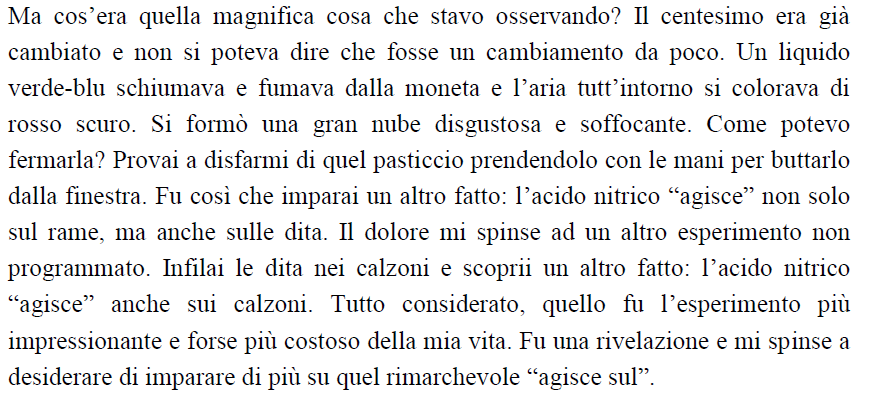 Ma cos’era quella magnifica cosa che stavo osservando? Il centesimo era già
cambiato e non si poteva dire che fosse un cambiamento da poco. Un liquido
verde-blu schiumava e fumava dalla moneta e l’aria tutt’intorno si colorava di
rosso scuro. Si formò una gran nube disgustosa e soffocante. Come potevo
fermarla? Provai a disfarmi di quel pasticcio prendendolo con le mani per buttarlo
dalla finestra. Fu così che imparai un altro fatto: l’acido nitrico “agisce” non solo
sul rame, ma anche sulle dita. Il dolore mi spinse ad un altro esperimento non
programmato. Infilai le dita nei calzoni e scoprii un altro fatto: l’acido nitrico
“agisce” anche sui calzoni. Tutto considerato, quello fu l’esperimento più
impressionante e forse più costoso della mia vita. Fu una rivelazione e mi spinse a
desiderare di imparare di più su quel rimarchevole “agisce sul”.